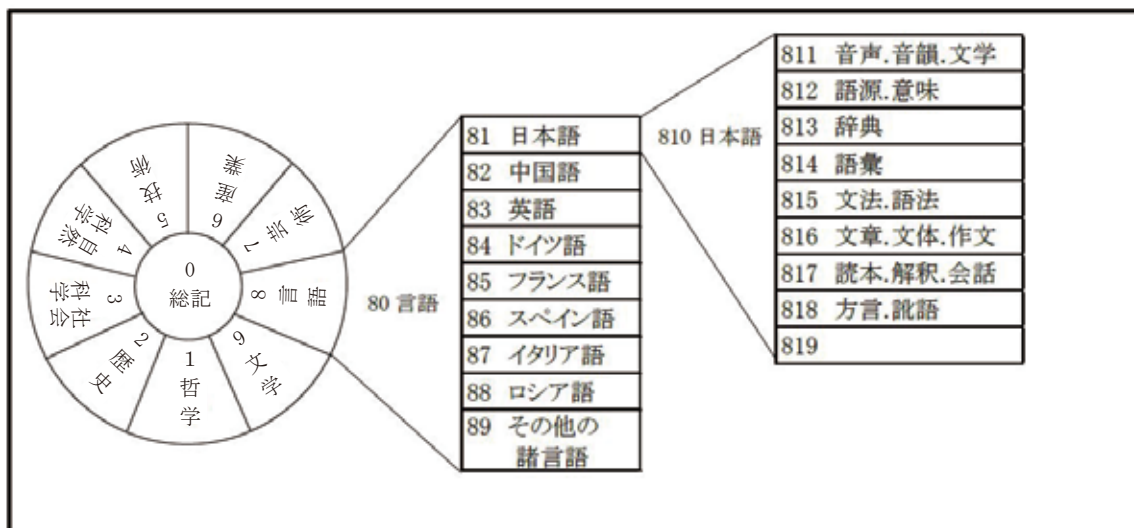 0
総記
1
哲学
2
歴史
3
社会
科学
4
自然
科学
5
技術
6
産業
7
芸術
8
言語
9
文学
80 言語
81 日本語
82 中国語
83 英語
84 ドイツ語
85 フランス語
86 スペイン語
87 イタリア語
88 ロシア語
89 その他の
諸言語
810 日本語
811 音声.音韻.文学
812 語源.意味
813 辞典
814 語彙
815 文法.語法
816 文章.文体.作文
817 読本.解釈.会話
818 方言.訛語
819